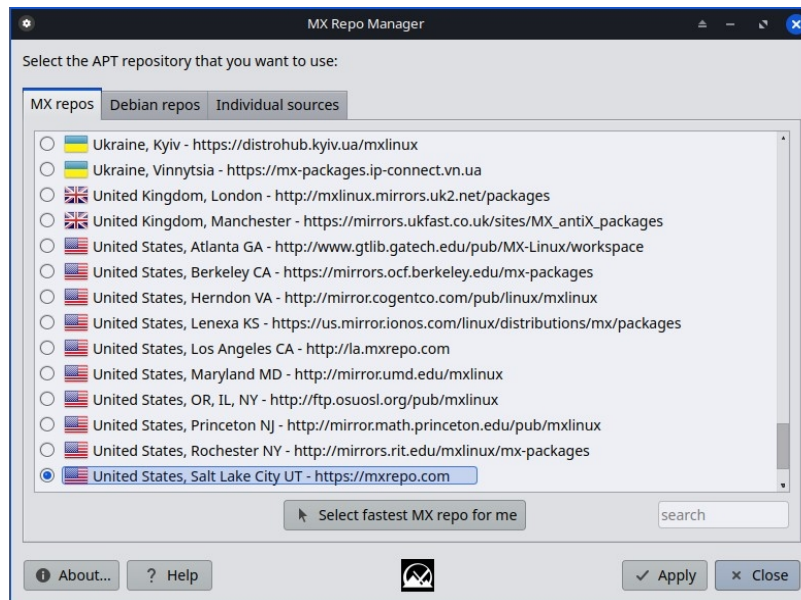 MX Repo Manager
Select the APT repository that you want to use:
MX repos Debian repos Individual sources
Ukraine, Kyiv - https://distrohub.kyiv.ua/mxlinux
Ukraine, Vinnytsia - https://mx-packages.ip-connect.vn.ua
United Kingdom, London - http://mxlinux.mirrors.uk2.net/packages
United Kingdom, Manchester - https://mirrors.ukfast.co.uk/sites/MX_antiX_packages
United States, Atlanta GA - http://www.gtlib.gatech.edu/pub/MX-Linux/workspace
United States, Berkeley CA - https://mirrors.ocf.berkeley.edu/mx-packages
United States, Herndon VA - http://mirror.cogentco.com/pub/linux/mxlinux
United States, Lenexa KS - https://us.mirror.ionos.com/linux/distributions/mx/packages
United States, Los Angeles CA - http://la.mxrepo.com
United States, Maryland MD - http://mirror.umd.edu/mxlinux
United States, OR, IL, NY - http://ftp.osuosl.org/pub/mxlinux
United States, Princeton NJ - http://mirror.math.princeton.edu/pub/mxlinux
United States, Rochester NY - http://mirrors.rit.edu/mxlinux/mx-packages
United States, Salt Lake City UT - https://mxrepo.com
Select fastest MX repo for me search
About... ? Help Apply Close